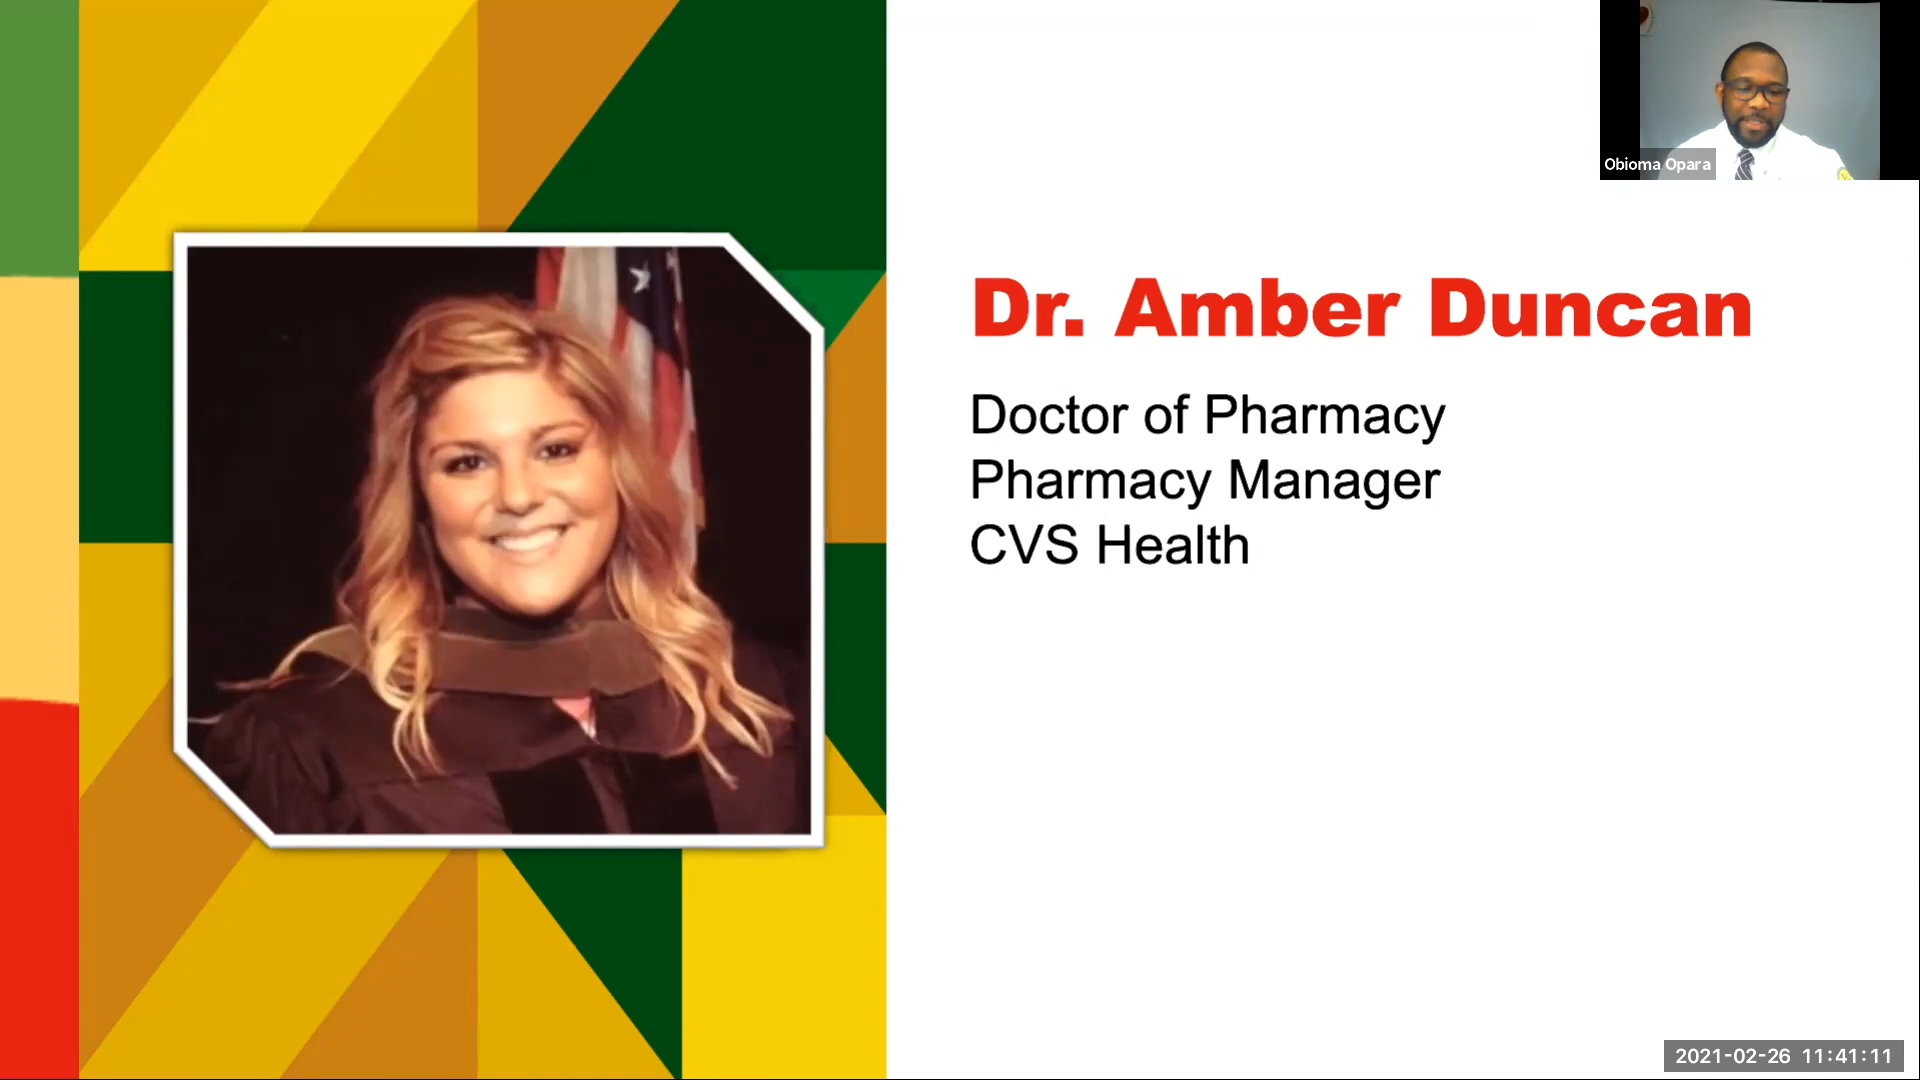 Obioma Opara
Dr. Amber Duncan
Doctor of Pharmacy
Pharmacy Manager
CVS Health
2021-02-26 11:41:11